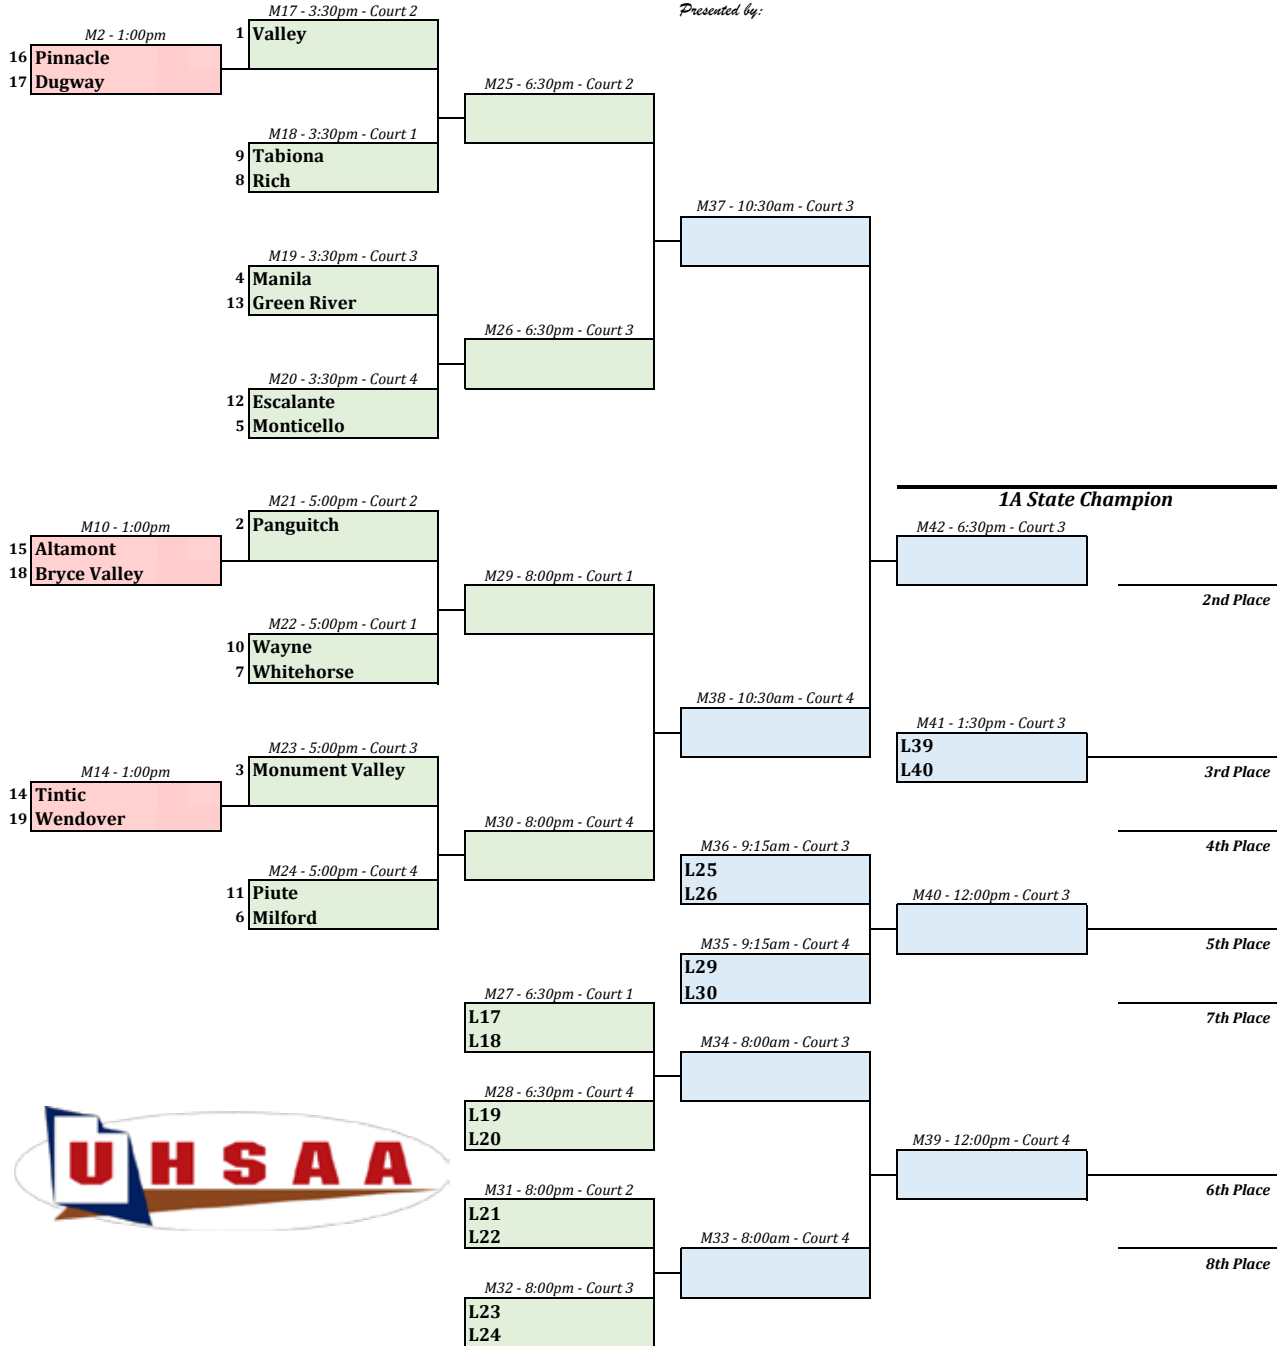 M17 - 3:30pm - Court 2
Presented by:
M2 - 1:00pm
1 Valley
16 Pinnacle
17 Dugway
M25 - 6:30pm - Court 2
M18 - 3:30pm - Court 1
9 Tabiona
8 Rich
M37 - 10:30am - Court 3
M19 - 3:30pm - Court 3
4 Manila
13 Green River
M26 - 6:30pm - Court 3
M20 - 3:30pm - Court 4
12 Escalante
5 Monticello
1A State Champion
M21 - 5:00pm - Court 2
M10 - 1:00pm
2 Panguitch
M42 - 6:30pm - Court 3
15 Altamont
18 Bryce Valley
M29 - 8:00pm - Court 1
2nd Place
M22 - 5:00pm - Court 1
10 Wayne
7 Whitehorse
M38 - 10:30am - Court 4
M41 - 1:30pm - Court 3
L39
L40
M23 - 5:00pm - Court 3
3 Monument Valley
M14 - 1:00pm
3rd Place
14 Tintic
19 Wendover
M30 - 8:00pm - Court 4
4th Place
M36 - 9:15am - Court 3
L25
L26
M24 - 5:00pm - Court 4
11 Piute
6 Milford
M40 - 12:00pm - Court 3
M35 - 9:15am - Court 4
5th Place
L29
L30
M27 - 6:30pm - Court 1
L17
L18
7th Place
M34 - 8:00am - Court 3
M28 - 6:30pm - Court 4
L19
L20
UHSAA
M39 - 12:00pm - Court 4
M31 - 8:00pm - Court 2
6th Place
L21
L22
M33 - 8:00am - Court 4
8th Place
M32 - 8:00pm - Court 3
L23
L24